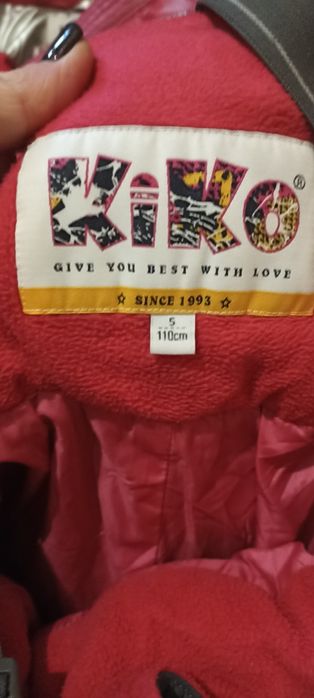 KiKo®
GIVE YOU BEST WITH LOVE
☆ SINCE 1993 ☆
5
110cm